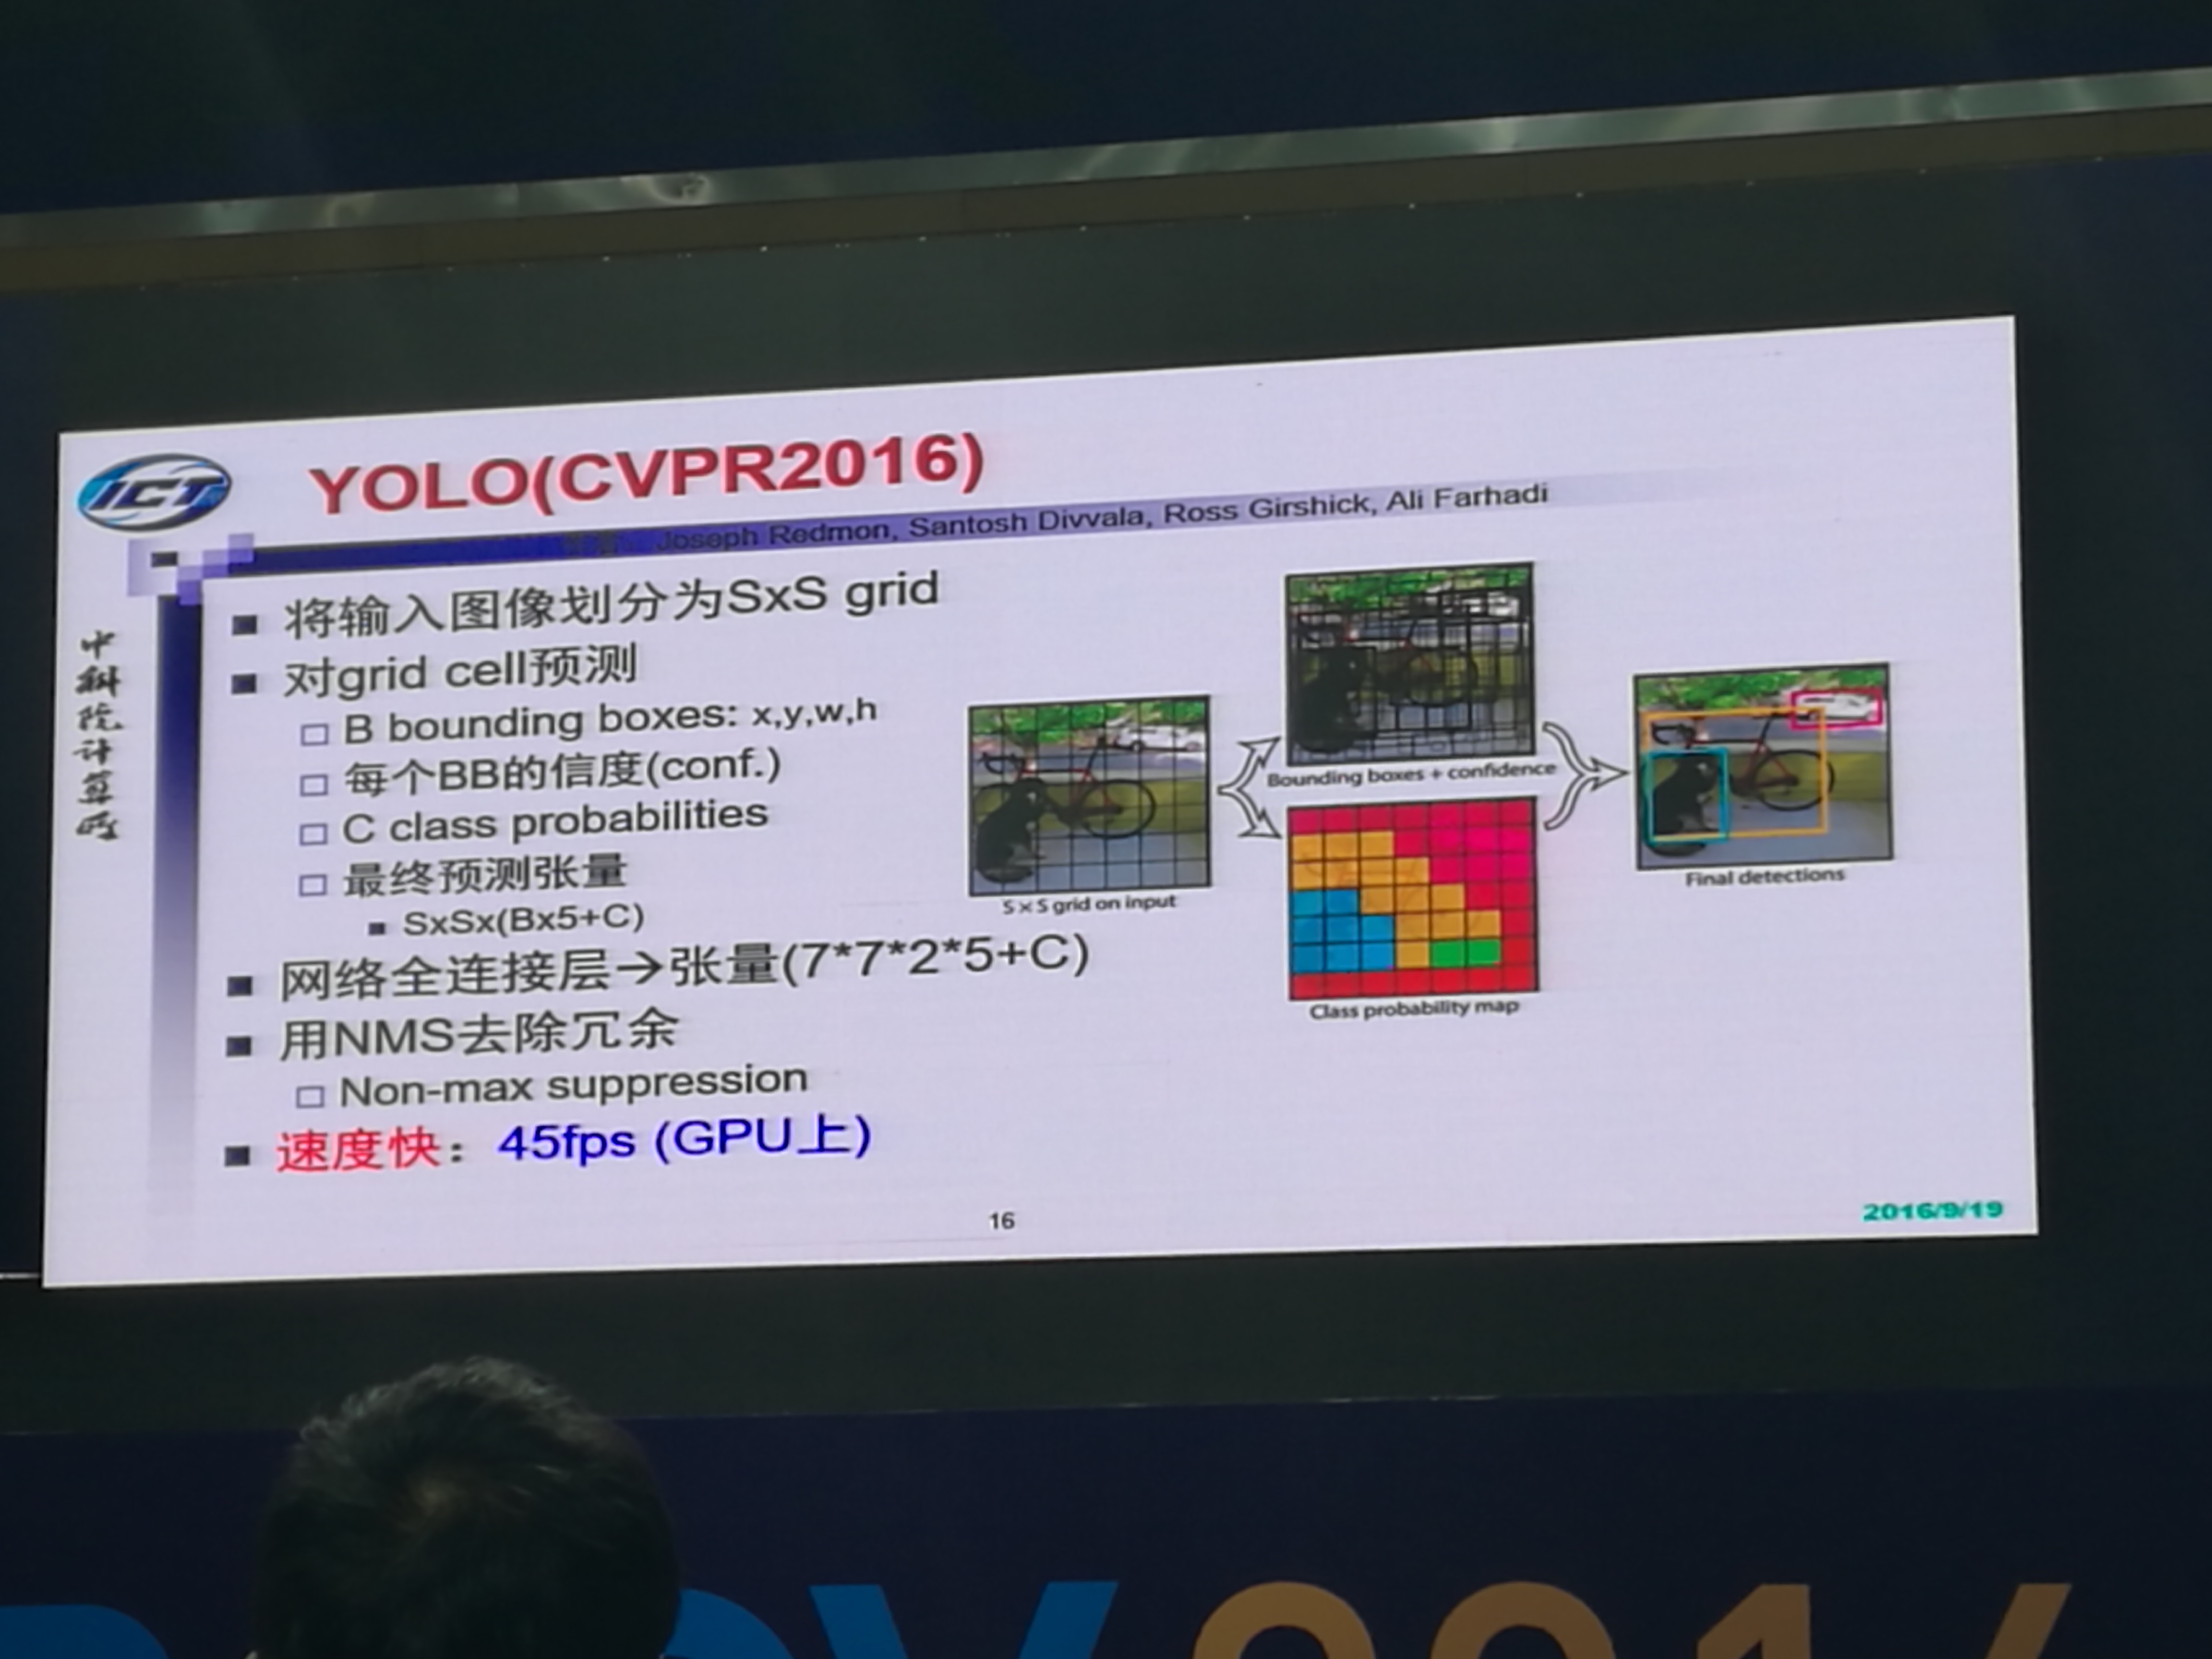 ICT
YOLO(CVPR2016)
Joseph Redmon, Santosh Divvala, Ross Girshick, Ali Farhadi
中科院计算所
■ 将输入图像划分为SxS grid
■ 对grid cell预测
□ B bounding boxes: x,y,w,h
□ 每个BB的信度(conf.)
□ C class probabilities
□ 最终预测张量
■ SxSx(Bx5+C)
■ 网络全连接层→张量(7*7*2*5+C)
■ 用NMS去除冗余
□ Non-max suppression
■ 速度快：45fps (GPU上)
S × S grid on input
Bounding boxes + confidence
Class probability map
Final detections
16
2016/9/19